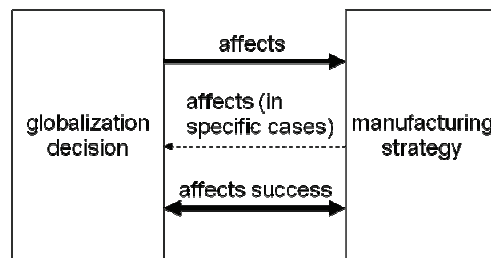 affects
affects (in
specific cases)
globalization
decision
manufacturing
strategy
affects success